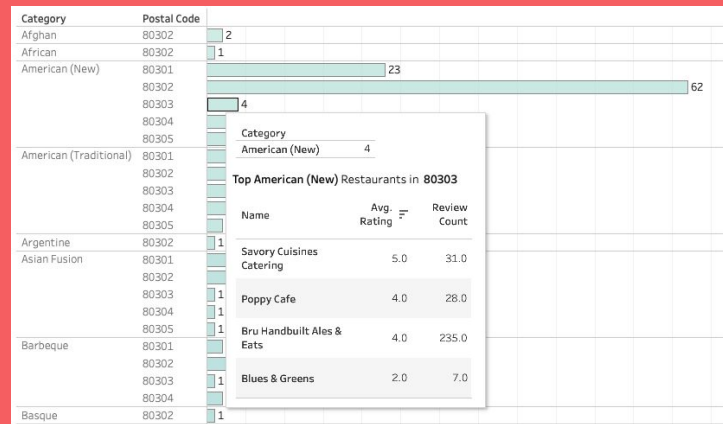 Category Postal Code
Afghan 80302 2
African 80302 1
American (New) 80301 23
80302 62
80303 4
80304
80305
American (Traditional) 80301
80302
80303
80304
80305
Argentine 80302 1
Asian Fusion 80301
80302
80303 1
80304 1
80305 1
Barbeque 80301
80302
80303 1
80304
Basque 80302 1
Category
American (New) 4
Top American (New) Restaurants in 80303
Name Avg. Rating Review Count
Savory Cuisines
Catering 5.0 31.0
Poppy Cafe 4.0 28.0
Bru Handbuilt Ales &
Eats 4.0 235.0
Blues & Greens 2.0 7.0